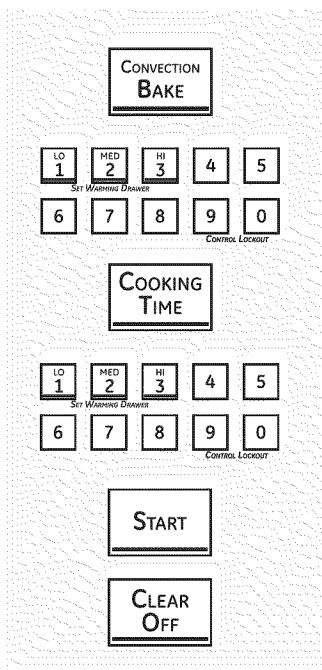 CONVECTION
BAKE
LO MED HI
1 2 3 4 5
SET WARMING DRAWER
6 7 8 9 0
CONTROL LOCKOUT
COOKING
TIME
LO MED HI
1 2 3 4 5
SET WARMING DRAWER
6 7 8 9 0
CONTROL LOCKOUT
START
CLEAR
OFF